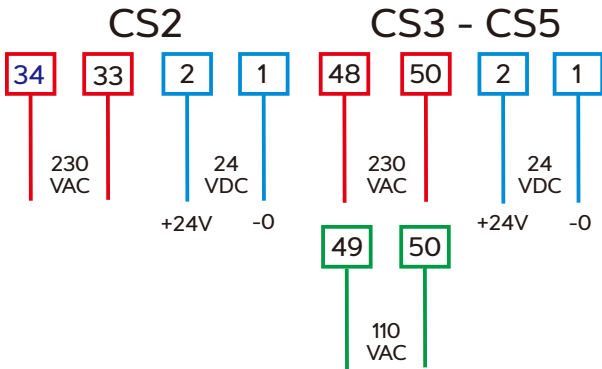 CS2 CS3 - CS5
34 33 2 1 48 50 2 1
230 24 230 24
VAC VDC VAC VDC
+24V -0 +24V -0
49 50
110
VAC